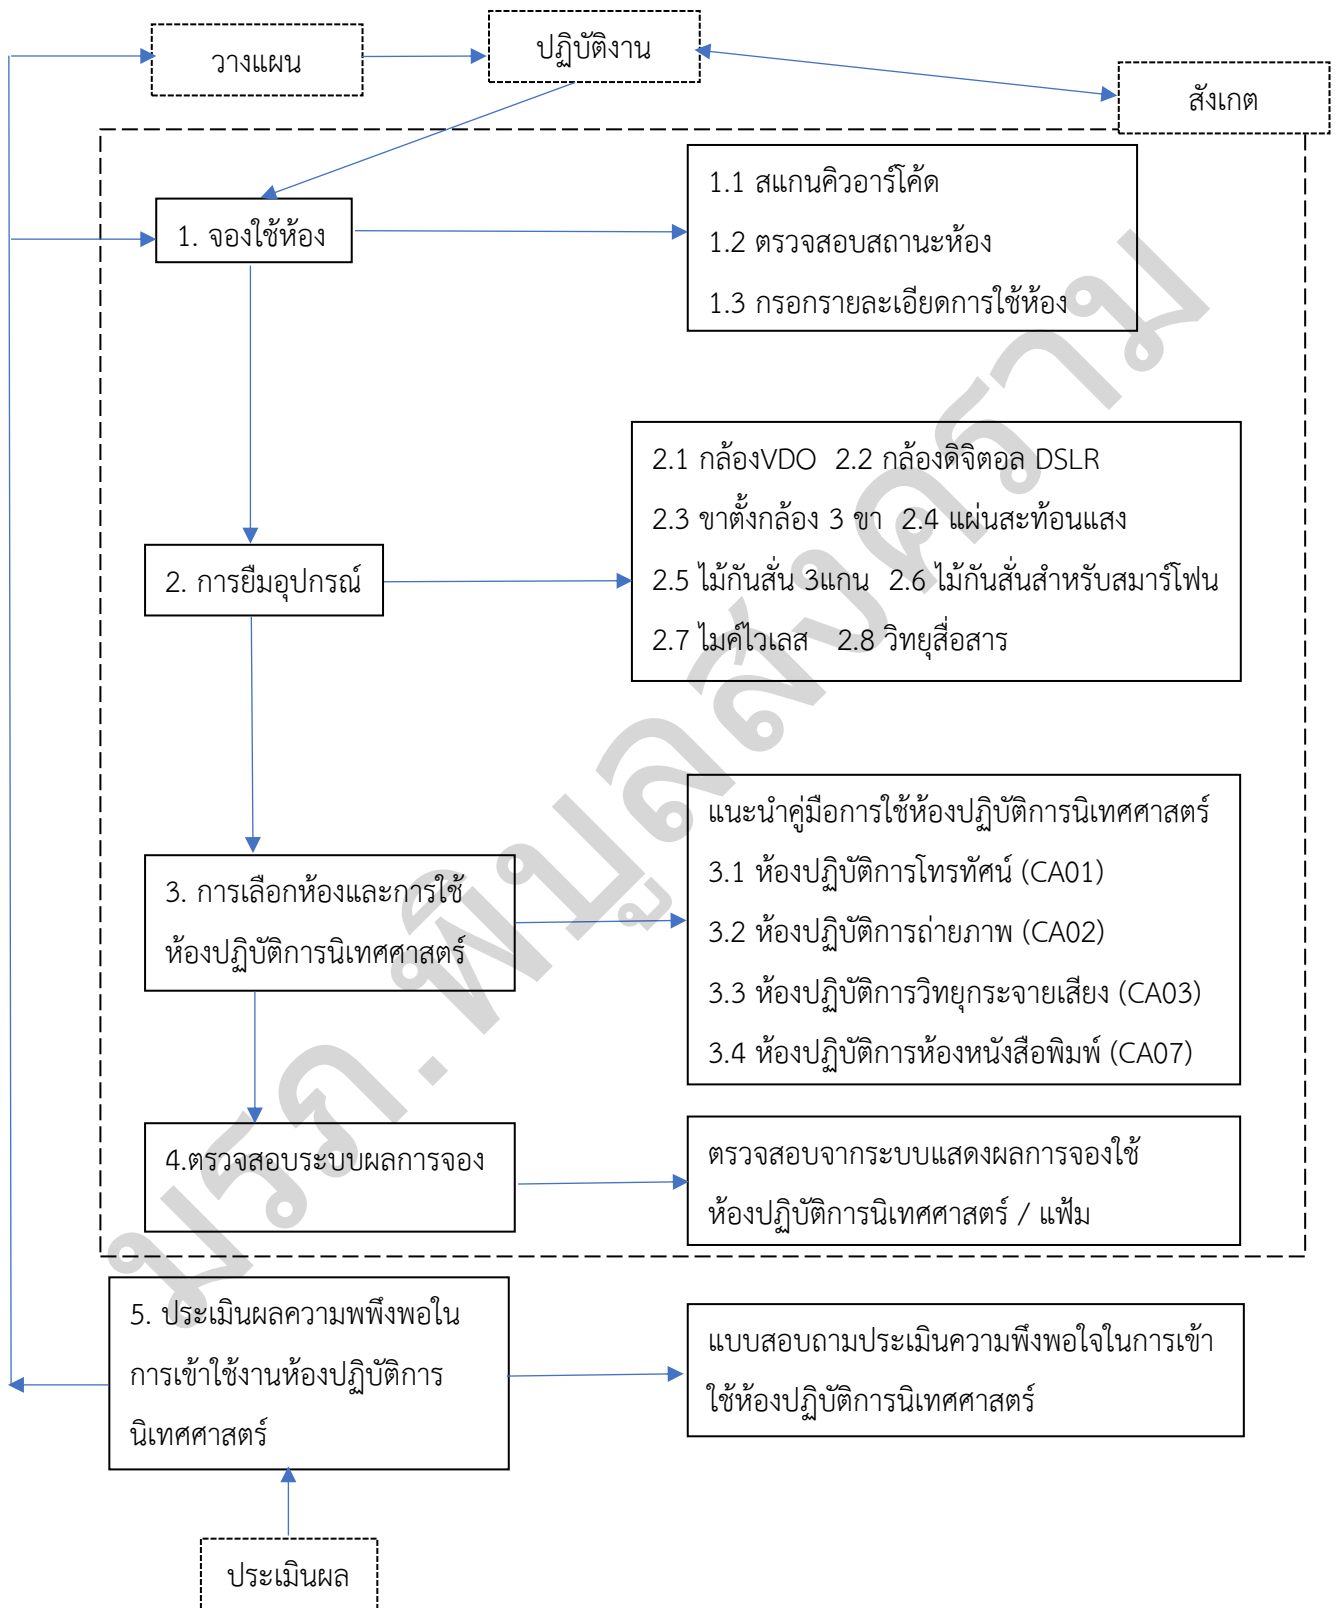 วางแผน
ปฏิบัติงาน
สังเกต
1. จองใช้ห้อง
1.1 สแกนคิวอาร์โค้ด
1.2 ตรวจสอบสถานะห้อง
1.3 กรอกรายละเอียดการใช้ห้อง
2. การยืมอุปกรณ์
2.1 กล้องVDO 2.2 กล้องดิจิตอล DSLR
2.3 ขาตั้งกล้อง 3 ขา 2.4 แผ่นสะท้อนแสง
2.5 ไม้กันสั่น 3แกน 2.6 ไม้กันสั่นสำหรับสมาร์โฟน
2.7 ไมค์ไวเลส 2.8 วิทยุสื่อสาร
3. การเลือกห้องและการใช้
ห้องปฏิบัติการนิเทศศาสตร์
แนะนำคู่มือการใช้ห้องปฏิบัติการนิเทศศาสตร์
3.1 ห้องปฏิบัติการโทรทัศน์ (CA01)
3.2 ห้องปฏิบัติการถ่ายภาพ (CA02)
3.3 ห้องปฏิบัติการวิทยุกระจายเสียง (CA03)
3.4 ห้องปฏิบัติการห้องหนังสือพิมพ์ (CA07)
4.ตรวจสอบระบบผลการจอง
ตรวจสอบจากระบบแสดงผลการจองใช้
ห้องปฏิบัติการนิเทศศาสตร์ / แฟ้ม
5. ประเมินผลความพพึงพอใน
การเข้าใช้งานห้องปฏิบัติการ
นิเทศศาสตร์
แบบสอบถามประเมินความพึงพอใจในการเข้า
ใช้ห้องปฏิบัติการนิเทศศาสตร์
ประเมินผล
มรภ.พิบูลสงคราม